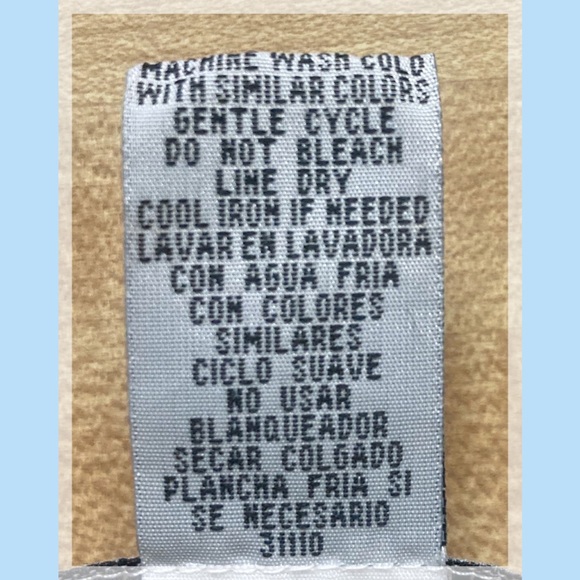 MACHINE WASH COLD
WITH SIMILAR COLORS
GENTLE CYCLE
DO NOT BLEACH
LINE DRY
COOL IRON IF NEEDED
LAVAR EN LAVADORA
CON AGUA FRIA
CON COLORES
SIMILARES
CICLO SUAVE
NO USAR
BLANQUEADOR
SECAR COLGADO
PLANCHA FRIA SI
SE NECESARIO
31110